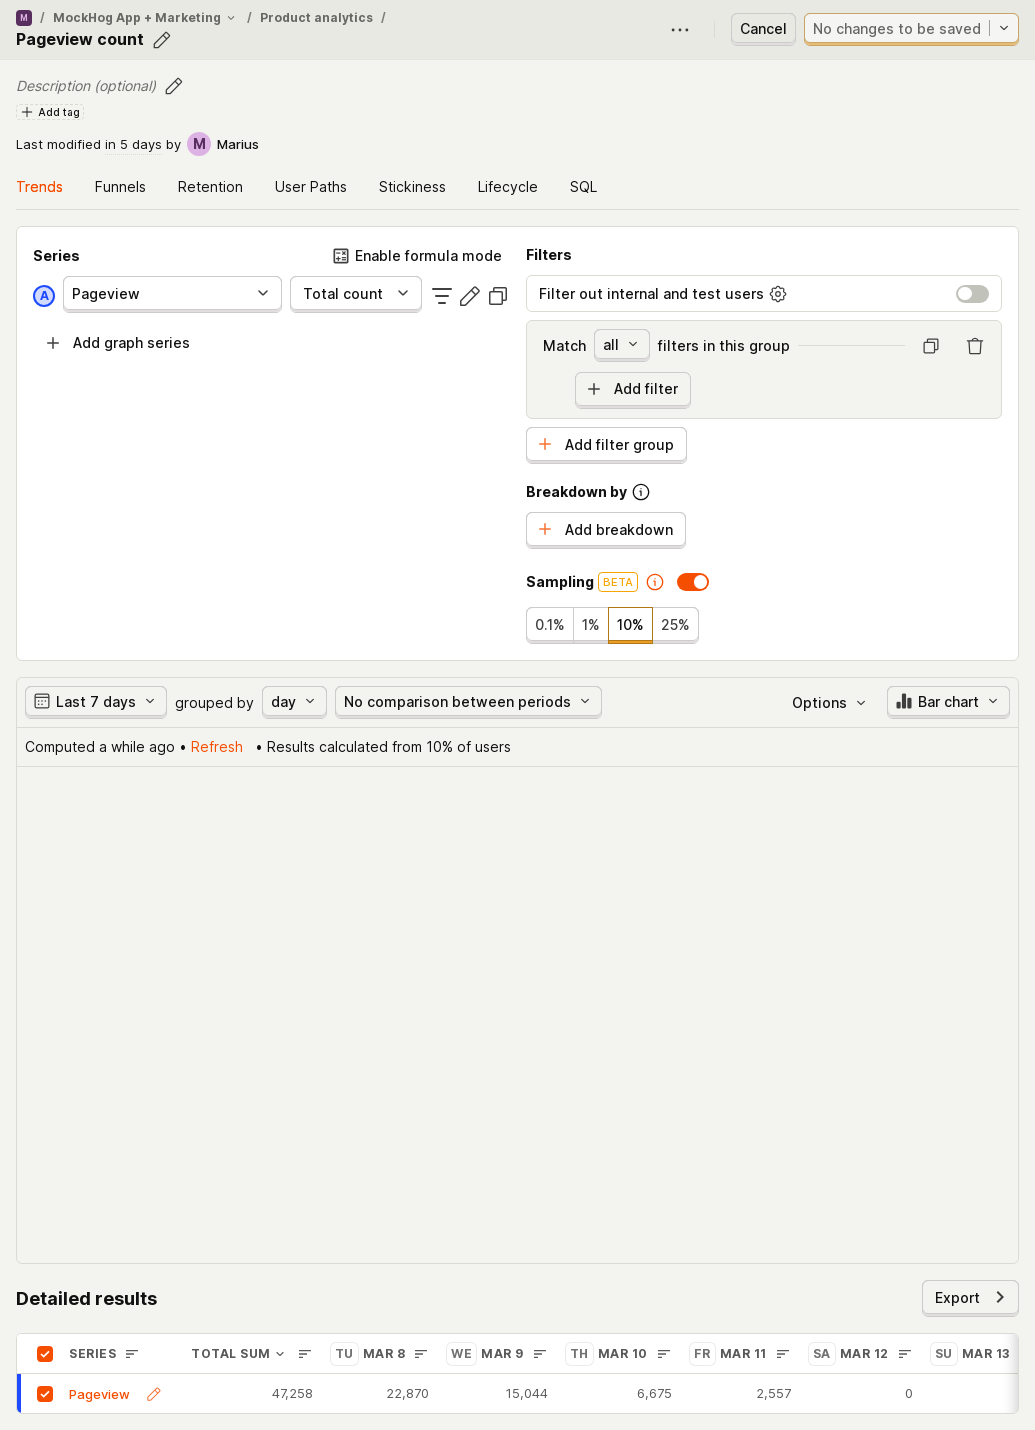 M / MockHog App + Marketing / Product analytics /
Pageview count
Cancel
No changes to be saved
Description (optional)
Add tag
Last modified in 5 days by M Marius
Trends Funnels Retention User Paths Stickiness Lifecycle SQL
Series
Enable formula mode
A Pageview Total count
Add graph series
Filters
Filter out internal and test users
Match all filters in this group
Add filter
Add filter group
Breakdown by
Add breakdown
Sampling BETA
0.1% 1% 10% 25%
Last 7 days grouped by day No comparison between periods Options Bar chart
Computed a while ago • Refresh • Results calculated from 10% of users
Detailed results
Export
SERIES TOTAL SUM TU MAR 8 WE MAR 9 TH MAR 10 FR MAR 11 SA MAR 12 SU MAR 13
Pageview 47,258 22,870 15,044 6,675 2,557 0